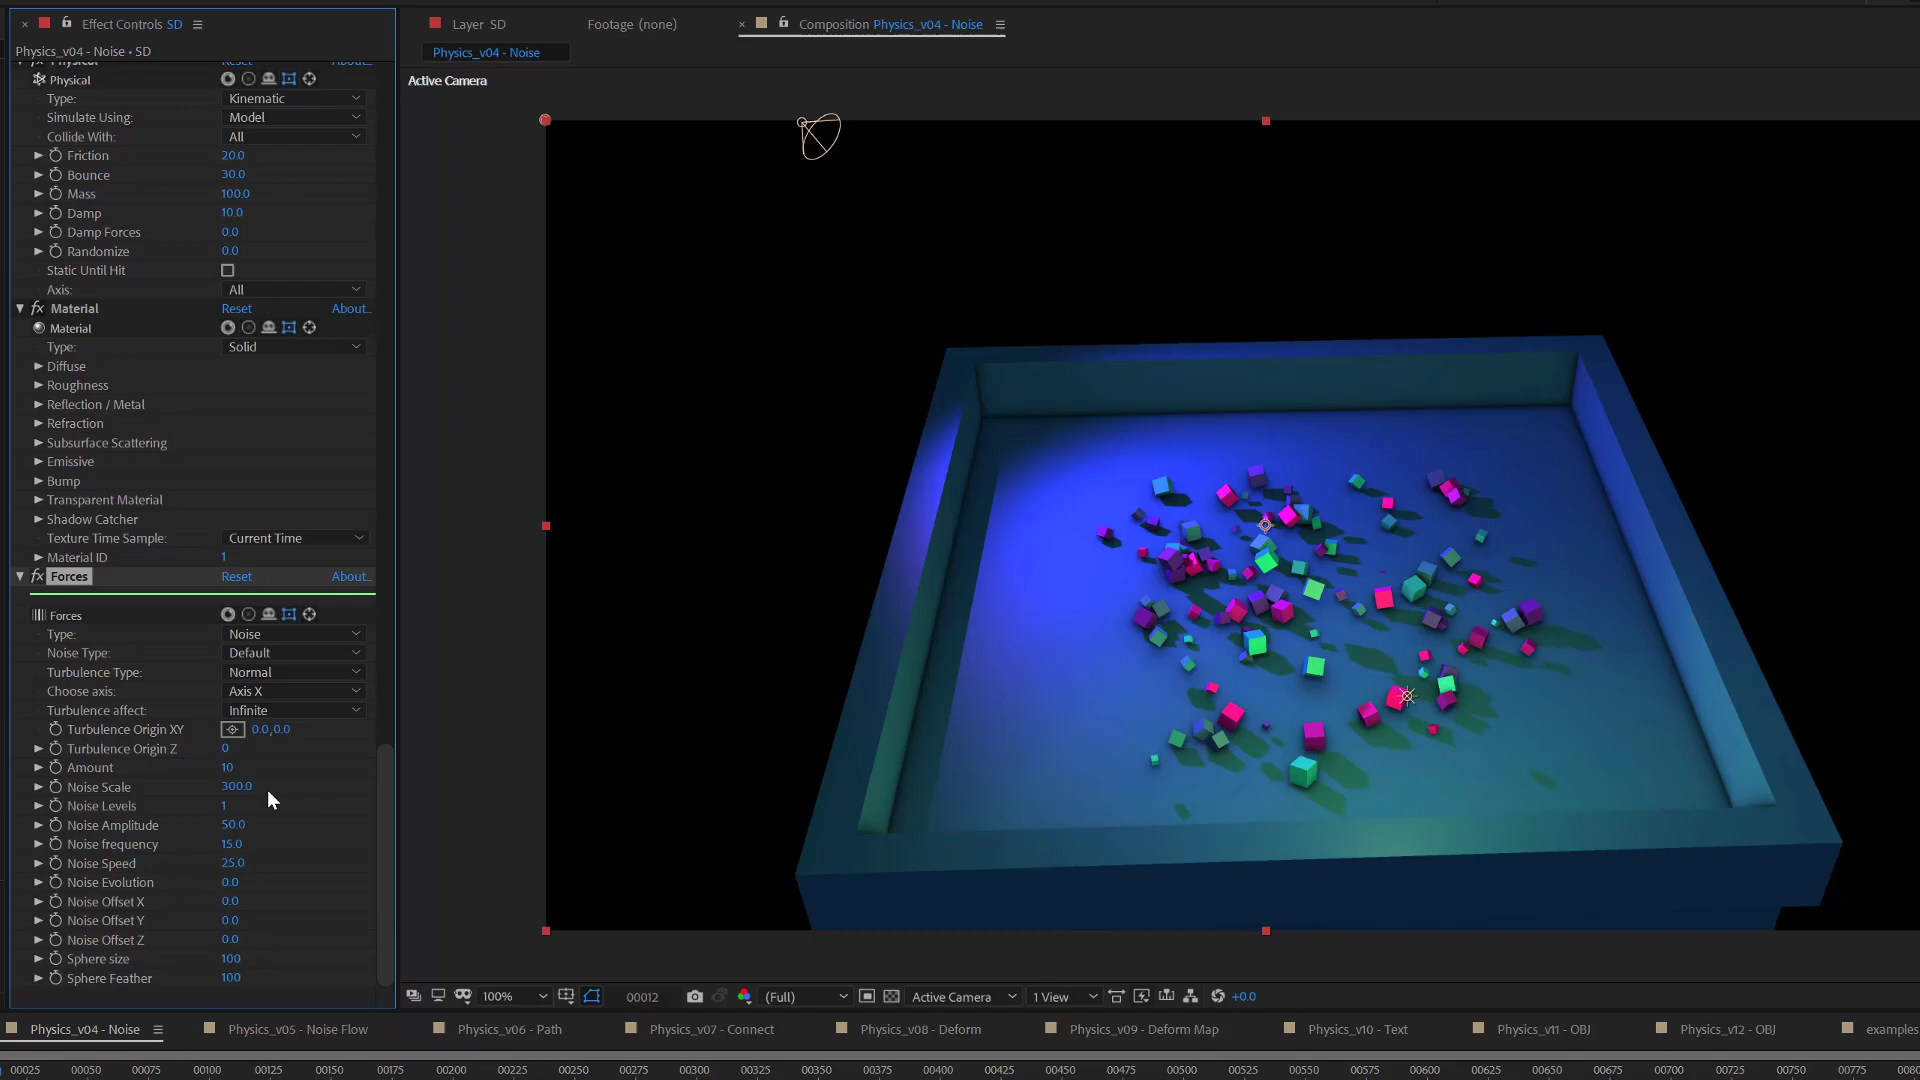 Effect Controls SD
Layer SD
Footage (none)
Composition Physics_v04 - Noise
Physics_v04 - Noise • SD
Physics_v04 - Noise
Physical Reset About...
Active Camera
Physical
Type: Kinematic
Simulate Using: Model
Collide With: All
Friction 20.0
Bounce 30.0
Mass 100.0
Damp 10.0
Damp Forces 0.0
Randomize 0.0
Static Until Hit
Axis: All
fx Material Reset About...
Material
Type: Solid
Diffuse
Roughness
Reflection / Metal
Refraction
Subsurface Scattering
Emissive
Bump
Transparent Material
Shadow Catcher
Texture Time Sample: Current Time
Material ID 1
fx Forces Reset About...
Forces
Type: Noise
Noise Type: Default
Turbulence Type: Normal
Choose axis: Axis X
Turbulence affect: Infinite
Turbulence Origin XY 0.0,0.0
Turbulence Origin Z 0
Amount 10
Noise Scale 300.0
Noise Levels 1
Noise Amplitude 50.0
Noise frequency 15.0
Noise Speed 25.0
Noise Evolution 0.0
Noise Offset X 0.0
Noise Offset Y 0.0
Noise Offset Z 0.0
Sphere size 100
Sphere Feather 100
100% 00012 (Full) Active Camera 1 View +0.0
Physics_v04 - Noise Physics_v05 - Noise Flow Physics_v06 - Path Physics_v07 - Connect Physics_v08 - Deform Physics_v09 - Deform Map Physics_v10 - Text Physics_v11 - OBJ Physics_v12 - OBJ examples
00025 00050 00075 00100 00125 00150 00175 00200 00225 00250 00275 00300 00325 00350 00375 00400 00425 00450 00475 00500 00525 00550 00575 00600 00625 00650 00675 00700 00725 00750 00775 008